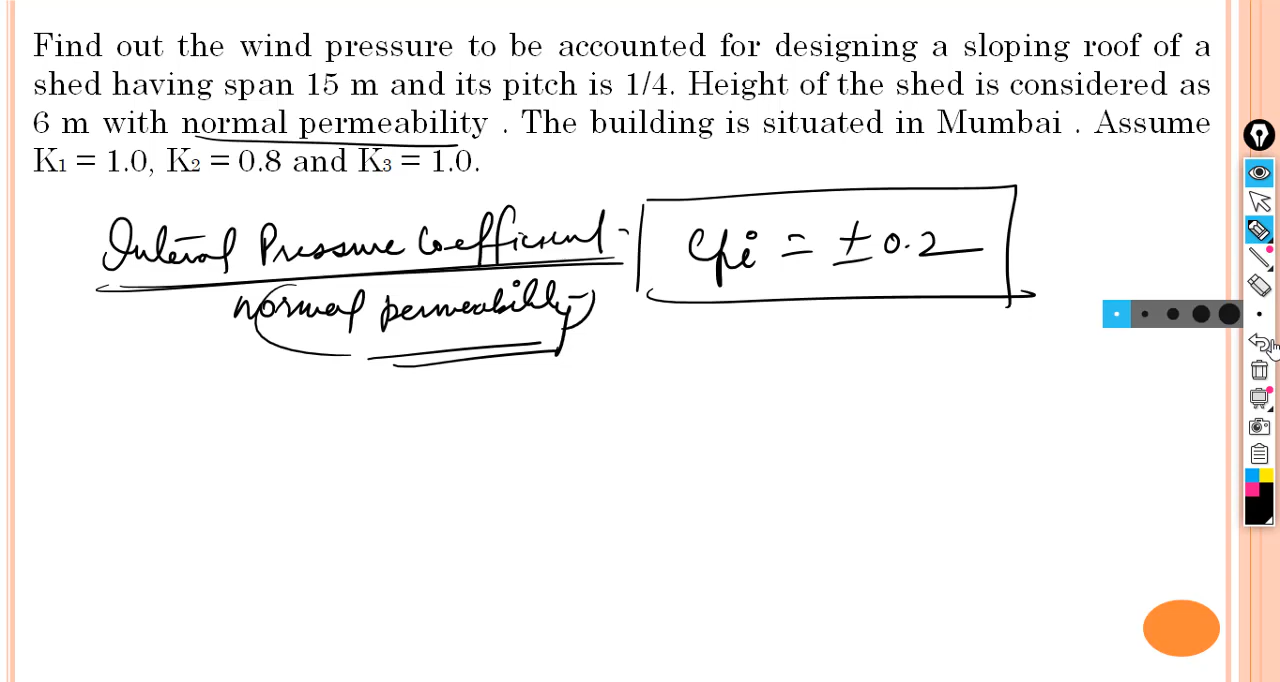 Find out the wind pressure to be accounted for designing a sloping roof of a
shed having span 15 m and its pitch is 1/4. Height of the shed is considered as
6 m with normal permeability . The building is situated in Mumbai . Assume
K1 = 1.0, K2 = 0.8 and K3 = 1.0.
Internal Pressure Coefficient - Cpi = ± 0.2
normal permeability